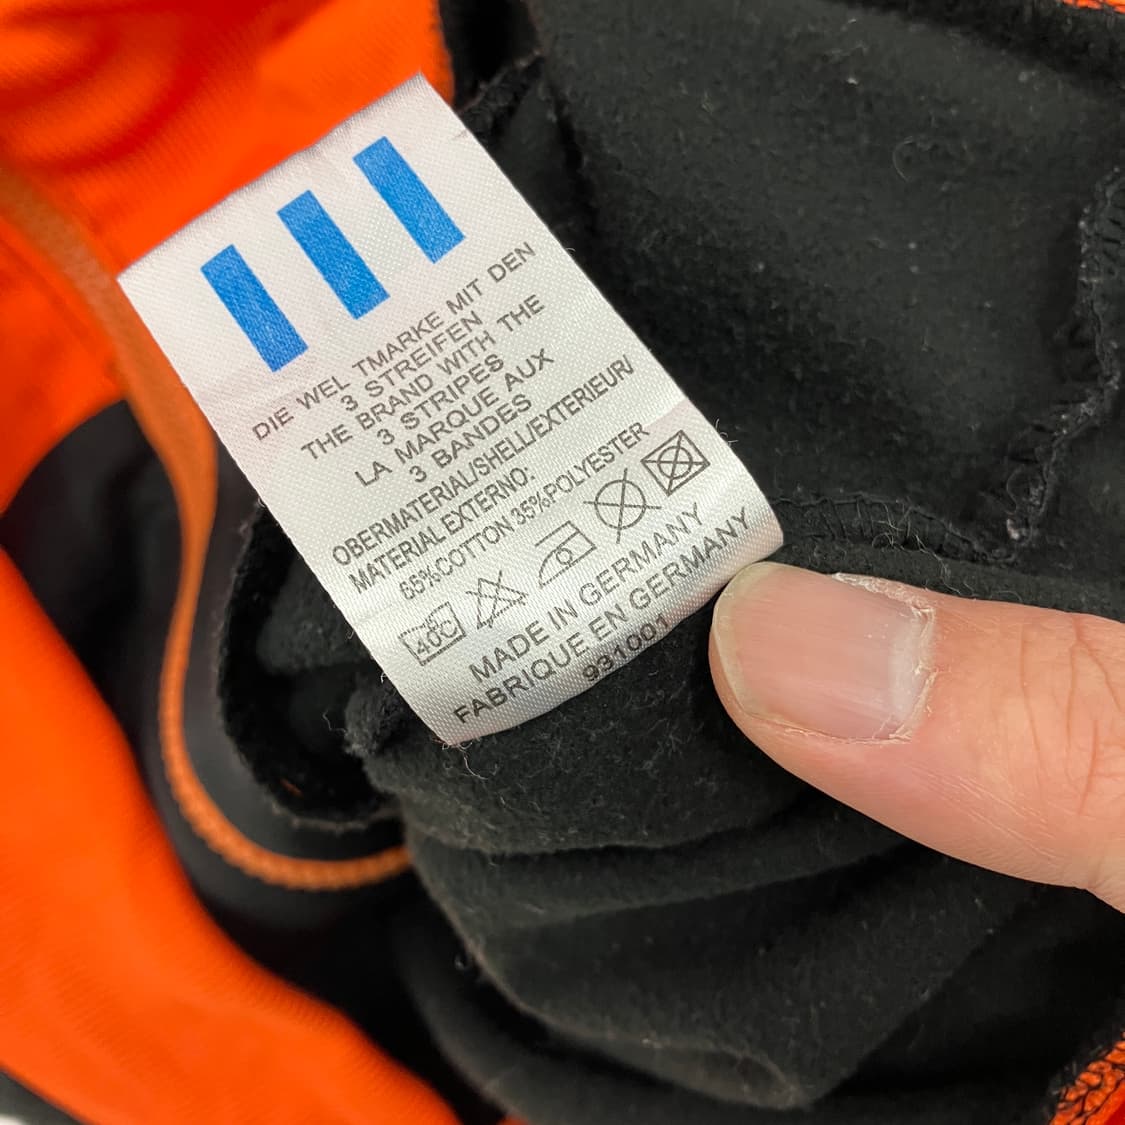 DIE WEL TMARKE MIT DEN
3 STREIFEN
THE BRAND WITH THE
3 STRIPES
LA MARQUE AUX
3 BANDES
OBERMATERIAL/SHELL/EXTERIEUR/
MATERIAL EXTERNO:
65%COTTON 35%POLYESTER
40C
MADE IN GERMANY
FABRIQUE EN GERMANY
931001